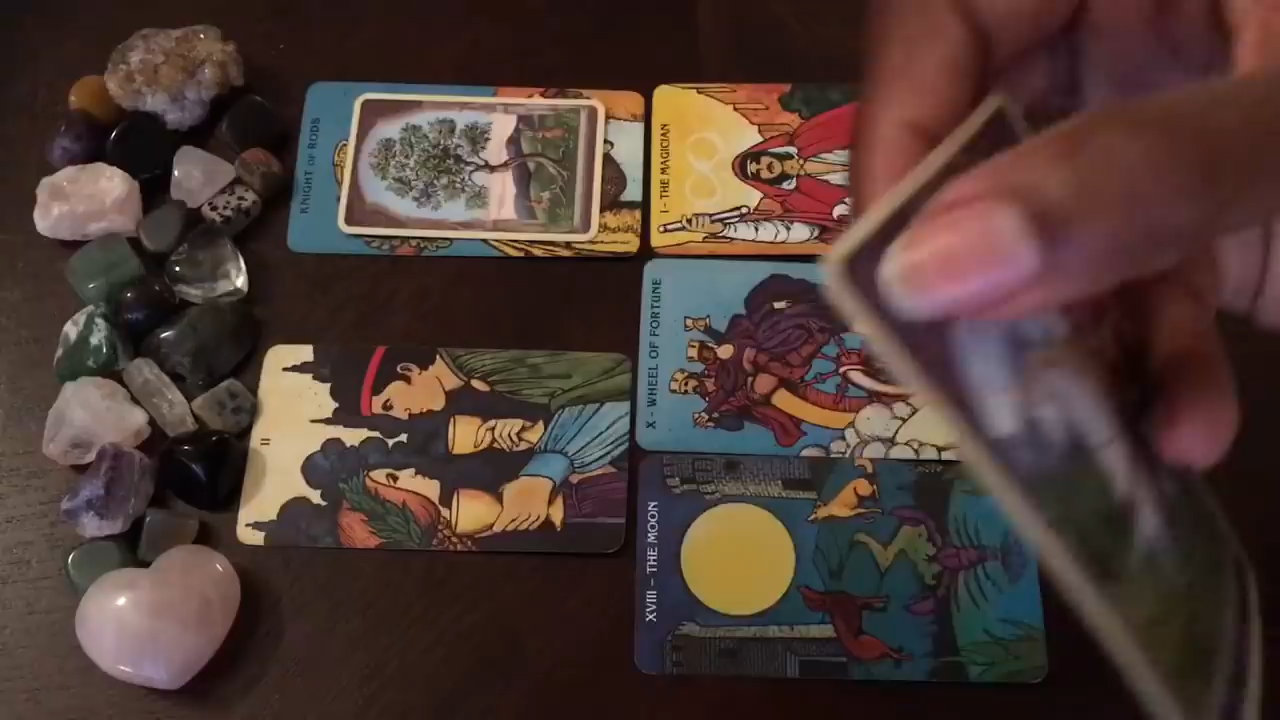 KNIGHT OF RODS
I - THE MAGICIAN
X - WHEEL OF FORTUNE
II
XVIII - THE MOON